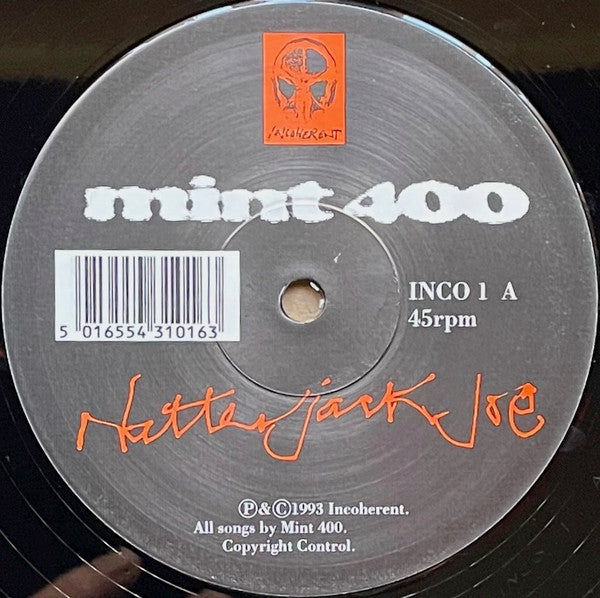 INCOHERENT
mint 400
5 016554 310163
INCO 1 A
45rpm
Natterjack Joe
Ⓟ&©1993 Incoherent.
All songs by Mint 400.
Copyright Control.